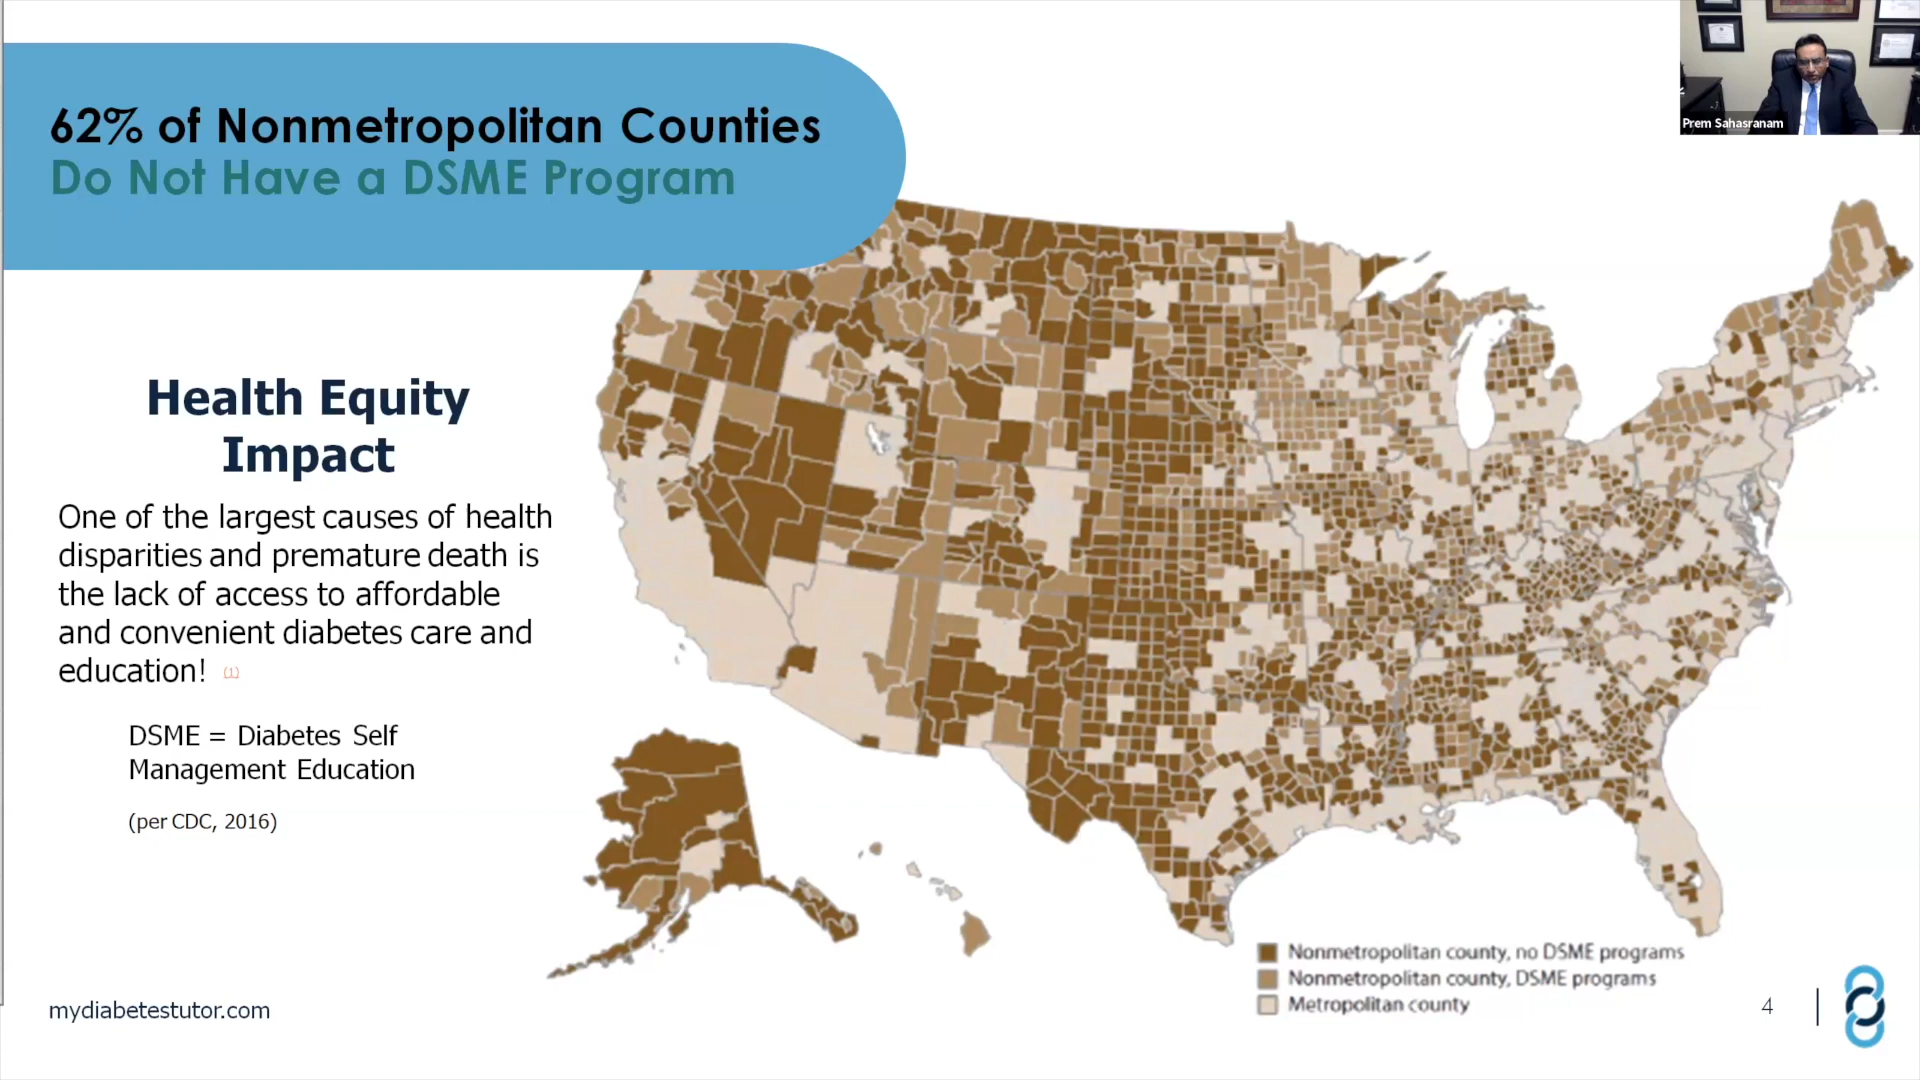 62% of Nonmetropolitan Counties
Do Not Have a DSME Program
Prem Sahasranam
Health Equity
Impact
One of the largest causes of health
disparities and premature death is
the lack of access to affordable
and convenient diabetes care and
education! (1)
DSME = Diabetes Self
Management Education
(per CDC, 2016)
Nonmetropolitan county, no DSME programs
Nonmetropolitan county, DSME programs
Metropolitan county
mydiabetestutor.com
4